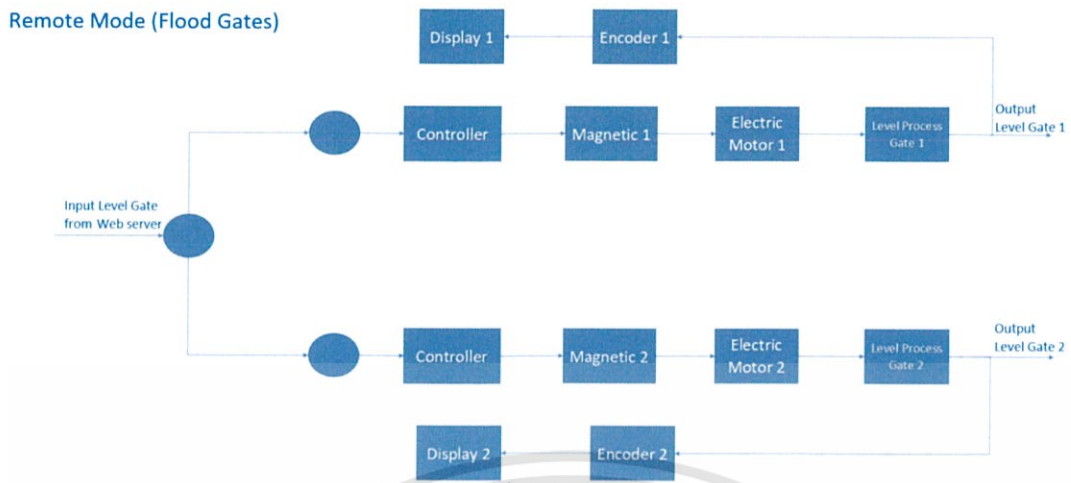 Remote Mode (Flood Gates)
Display 1
Encoder 1
Controller
Magnetic 1
Electric
Motor 1
Level Process
Gate 1
Output
Level Gate 1
Input Level Gate
from Web server
Controller
Magnetic 2
Electric
Motor 2
Level Process
Gate 2
Output
Level Gate 2
Display 2
Encoder 2